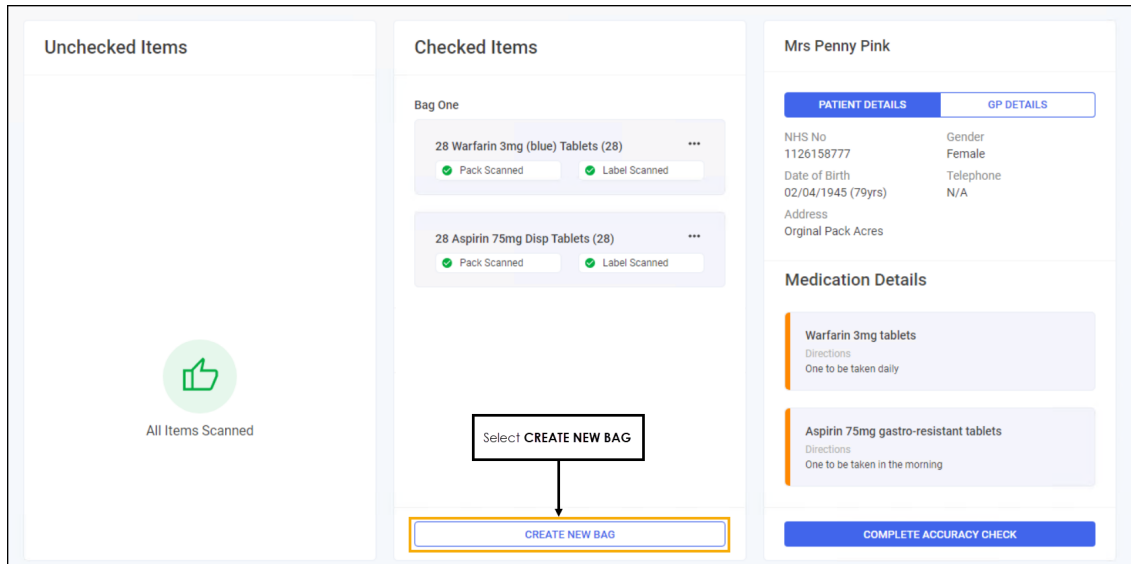 Unchecked Items
All Items Scanned
Checked Items
Bag One
28 Warfarin 3mg (blue) Tablets (28)
Pack Scanned
Label Scanned
28 Aspirin 75mg Disp Tablets (28)
Pack Scanned
Label Scanned
Select CREATE NEW BAG
CREATE NEW BAG
Mrs Penny Pink
PATIENT DETAILS
GP DETAILS
NHS No
1126158777
Gender
Female
Date of Birth
02/04/1945 (79yrs)
Telephone
N/A
Address
Orginal Pack Acres
Medication Details
Warfarin 3mg tablets
Directions
One to be taken daily
Aspirin 75mg gastro-resistant tablets
Directions
One to be taken in the morning
COMPLETE ACCURACY CHECK